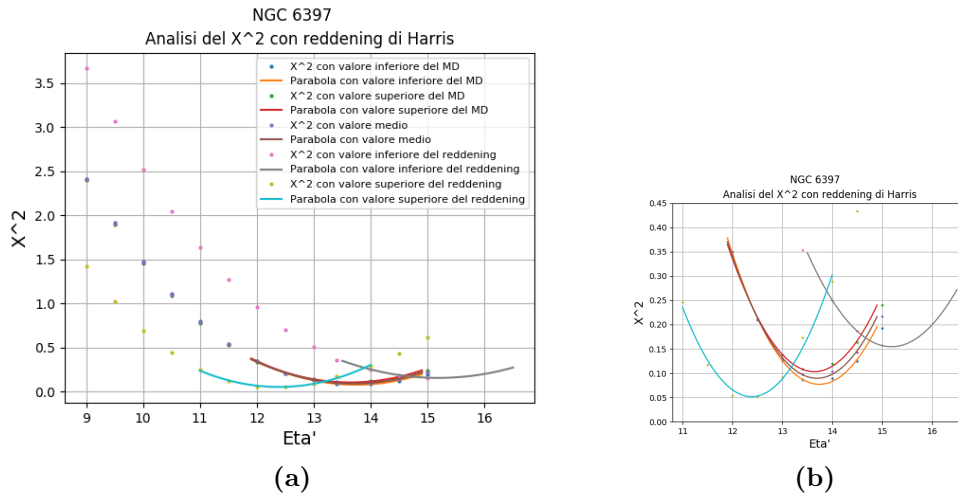 NGC 6397
Analisi del X^2 con reddening di Harris
X^2
3.5
3.0
2.5
2.0
1.5
1.0
0.5
0.0
X^2 con valore inferiore del MD
Parabola con valore inferiore del MD
X^2 con valore superiore del MD
Parabola con valore superiore del MD
X^2 con valore medio
Parabola con valore medio
X^2 con valore inferiore del reddening
Parabola con valore inferiore del reddening
X^2 con valore superiore del reddening
Parabola con valore superiore del reddening
9 10 11 12 13 14 15 16
Eta'
(a)
NGC 6397
Analisi del X^2 con reddening di Harris
X^2
0.45
0.40
0.35
0.30
0.25
0.20
0.15
0.10
0.05
0.00
11 12 13 14 15 16
Eta'
(b)